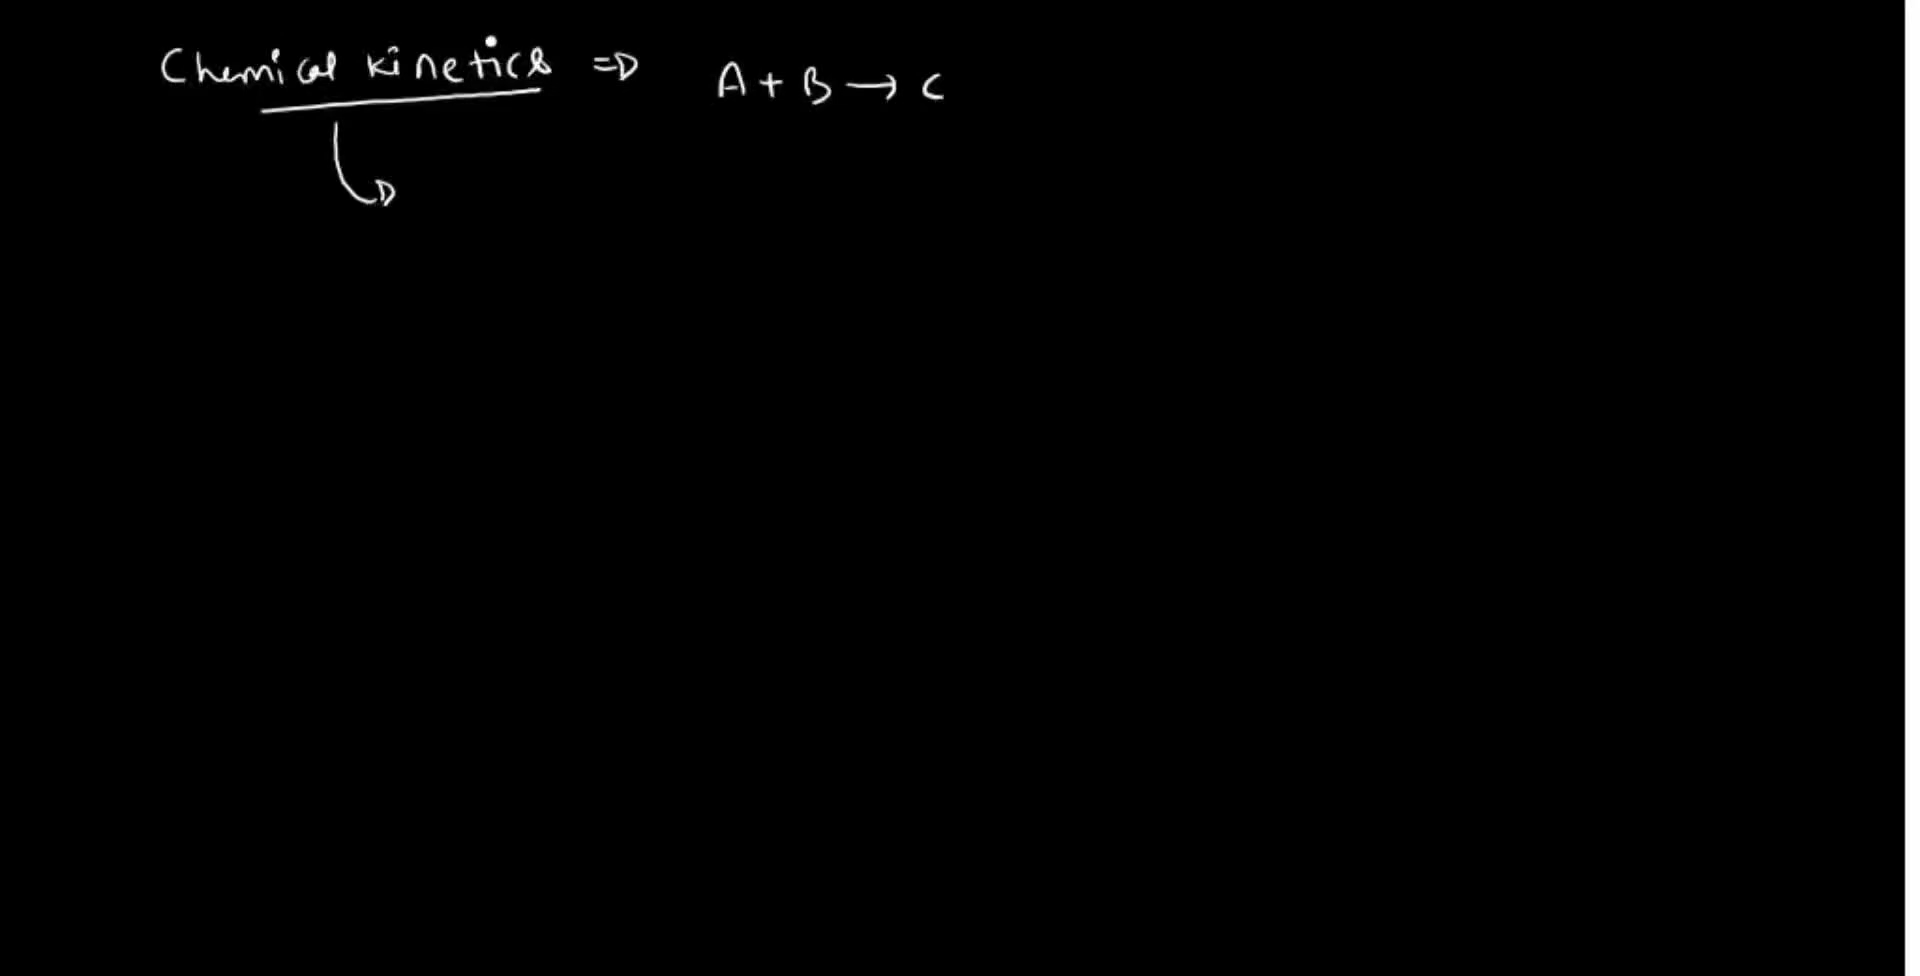 Chemical kinetics ⇒ A + B → C